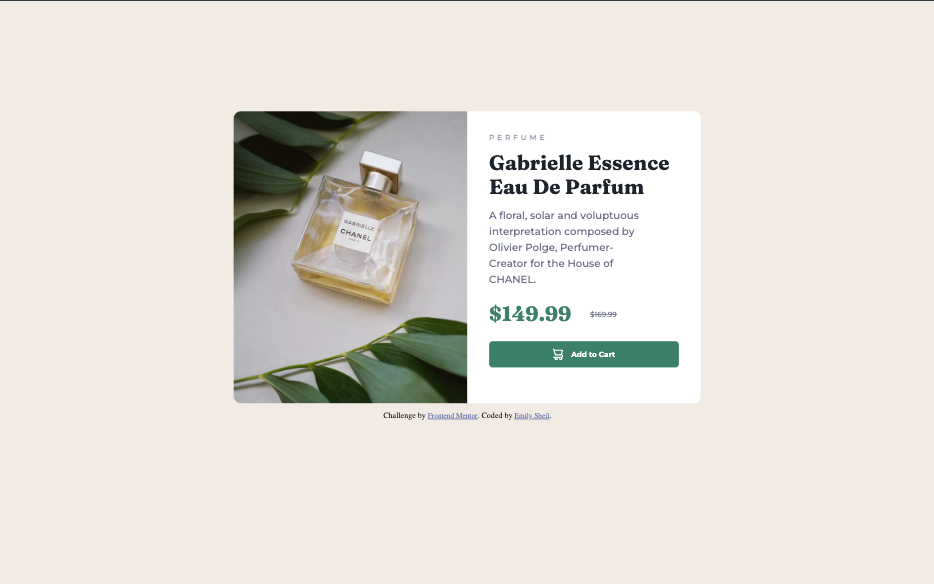 PERFUME
Gabrielle Essence
Eau De Parfum
A floral, solar and voluptuous
interpretation composed by
Olivier Polge, Perfumer-
Creator for the House of
CHANEL.
$149.99 $169.99
Add to Cart
GABRIELLE
CHANEL
PARIS
Challenge by Frontend Mentor. Coded by Emily Sheil.